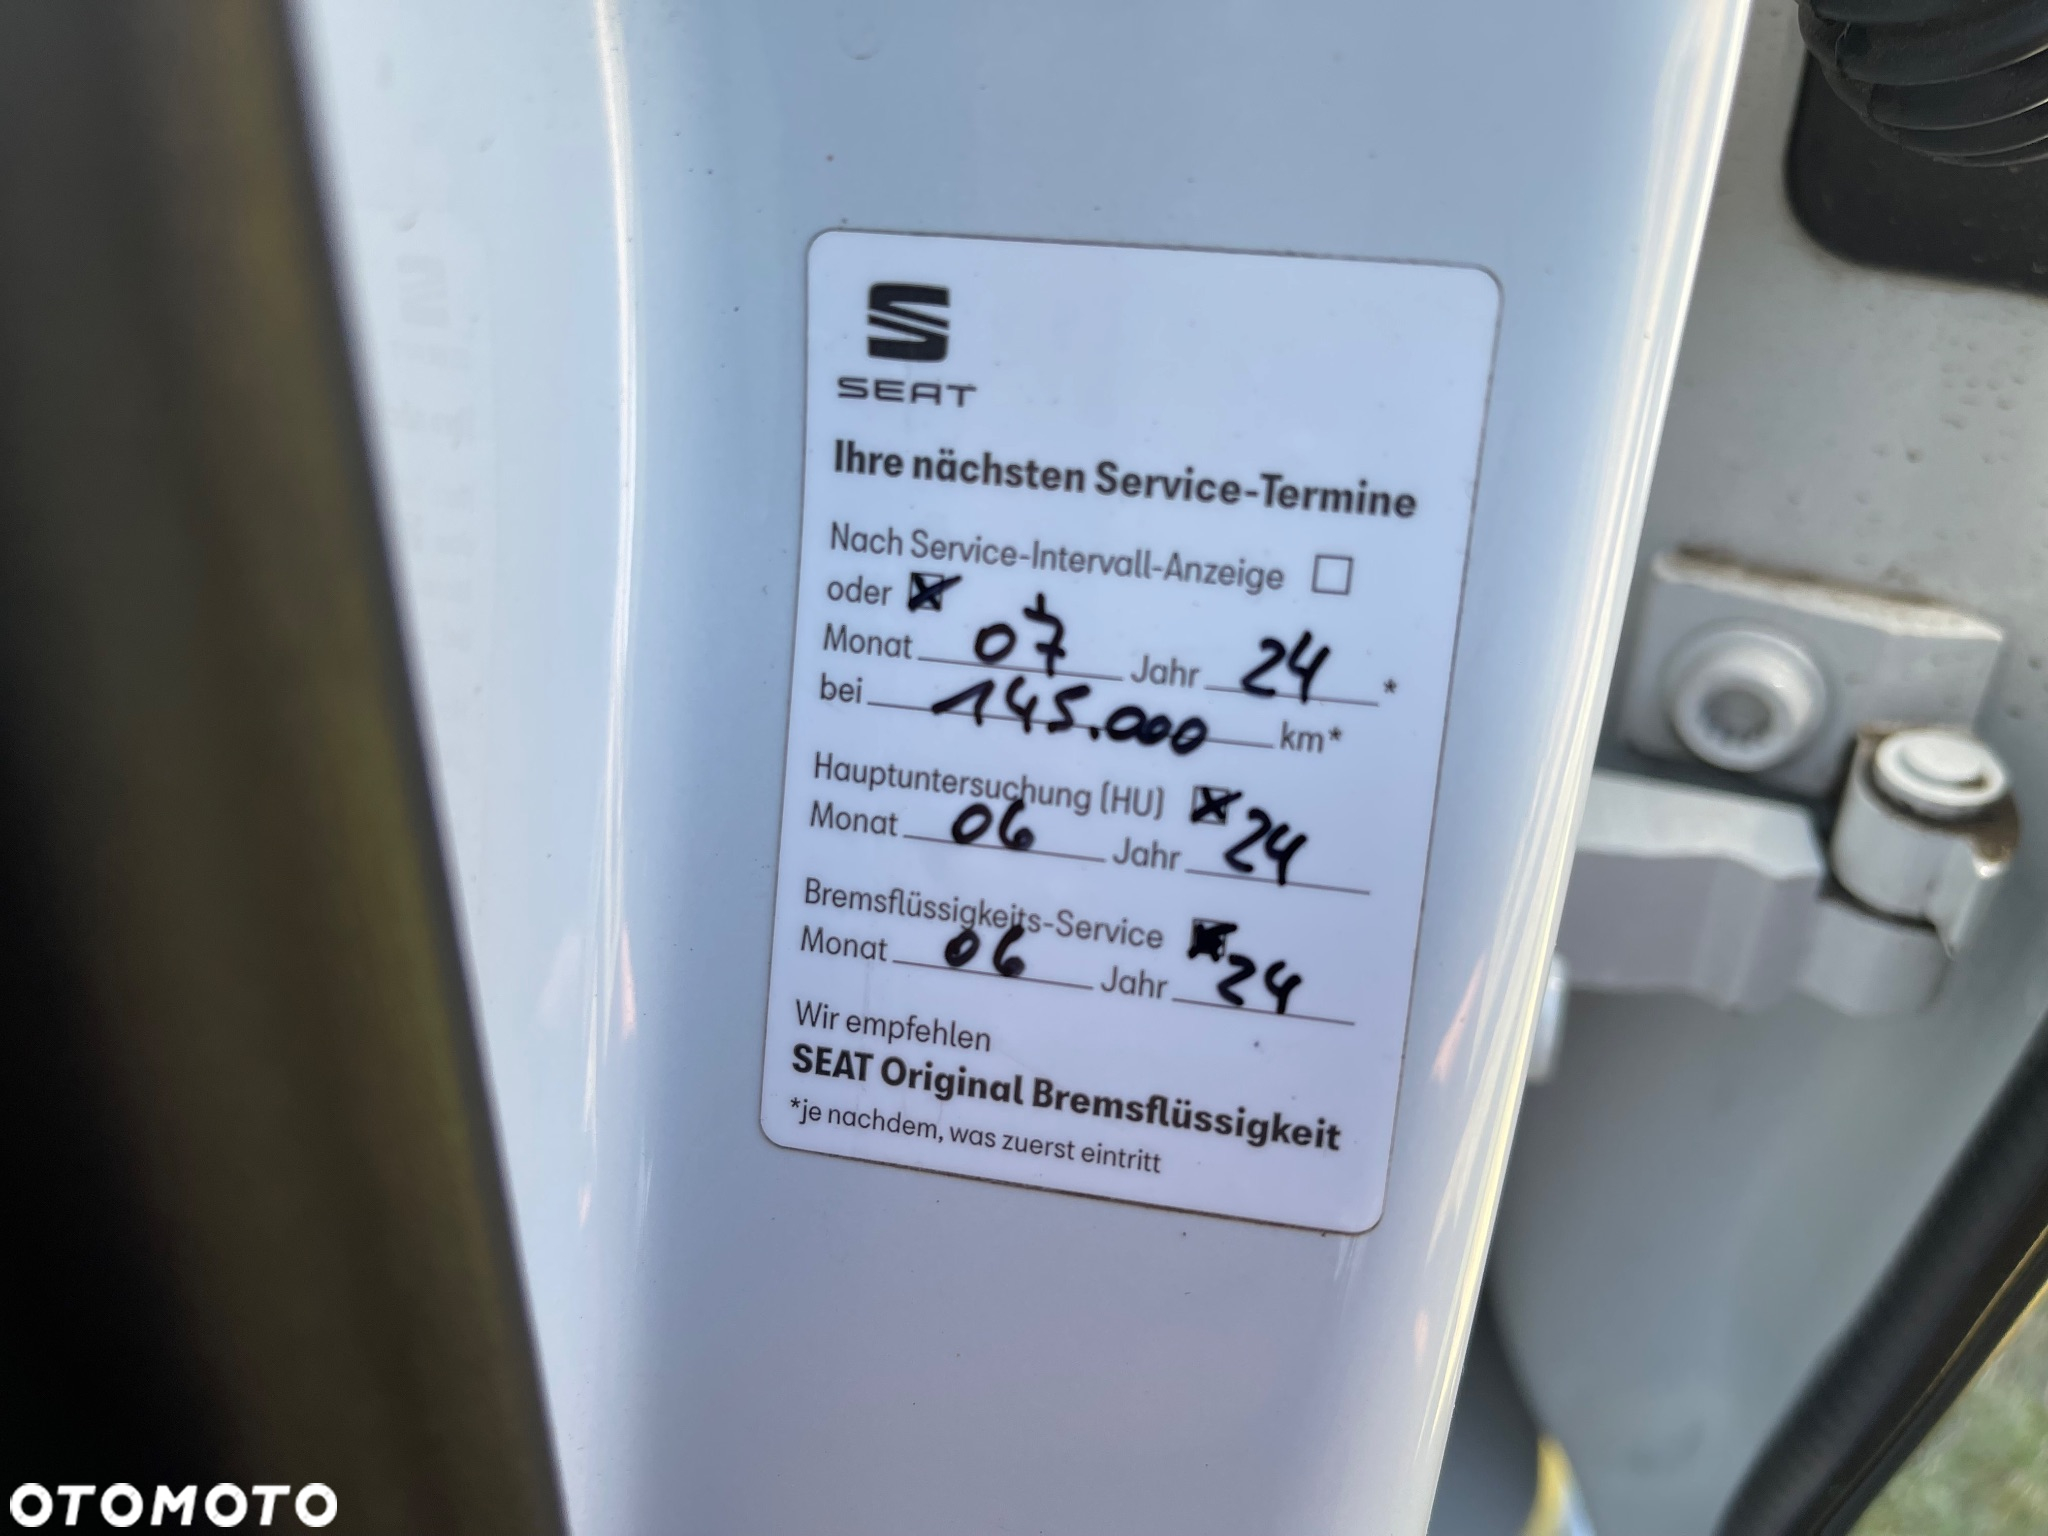 SEAT
Ihre nächsten Service-Termine
Nach Service-Intervall-Anzeige
oder
Monat 07 Jahr 24 *
bei 145.000 km*
Hauptuntersuchung (HU)
Monat 06 Jahr 24
Bremsflüssigkeits-Service
Monat 06 Jahr 24
Wir empfehlen
SEAT Original Bremsflüssigkeit
*je nachdem, was zuerst eintritt
OTOMOTO